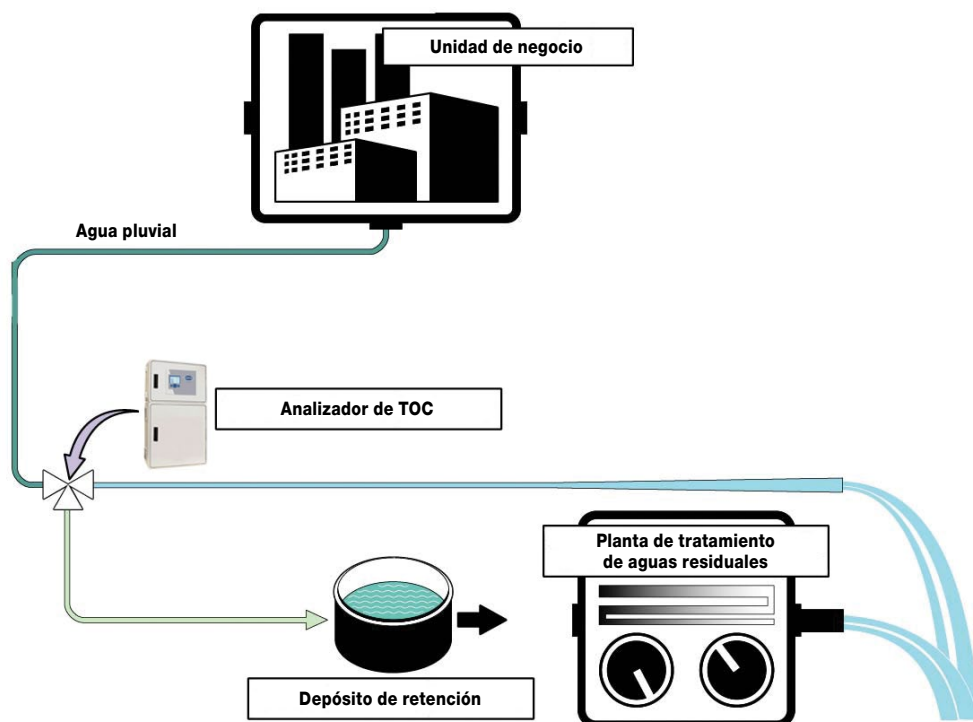 Unidad de negocio
Agua pluvial
Analizador de TOC
Planta de tratamiento
de aguas residuales
Depósito de retención